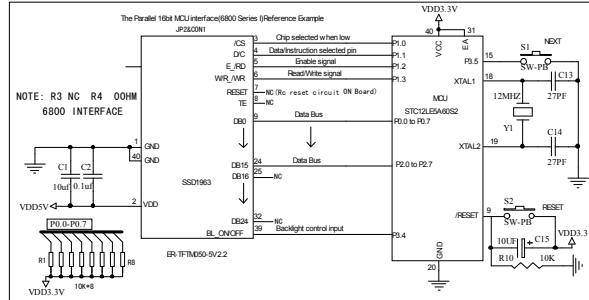 The Parallel 16bit MCU interface(6800 Series I)Reference Example
JP2&CON1
VDD3.3V
40
31
VCC
EA
3
Chip selected when low
/CS
P1.0
4
Data/Instruction selected pin
D/C
P1.1
5
Enable signal
E_/RD
P1.2
6
Read/Write signal
W/R_/WR
P1.3
7
RESET
NC(Rc reset circuit ON Board)
8
TE
NC
9
Data Bus
DB0
P0.0 to P0.7
MCU
STC12LE5A60S2
24
Data Bus
DB15
P2.0 to P2.7
25
DB16
NC
32
DB24
NC
39
Backlight control input
BL_ON/OFF
P3.4
SSD1963
ER-TFTMD50-5V2.2
NOTE: R3 NC R4 0OHM
6800 INTERFACE
1
GND
40
GND
C1
C2
10uf
0.1uf
VDD5V
2
VDD
P0.0-P0.7
R1
R8
10K*8
VDD3.3V
S1
NEXT
15
P3.5
SW-PB
18
XTAL1
C13
12MHZ
27PF
Y1
19
XTAL2
C14
27PF
S2
RESET
9
/RESET
SW-PB
VDD3.3
10UF
C15
R10
10K
GND
20